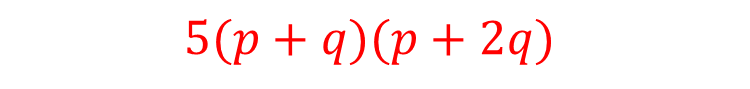 5(𝑝 + 𝑞)(𝑝 + 2𝑞)